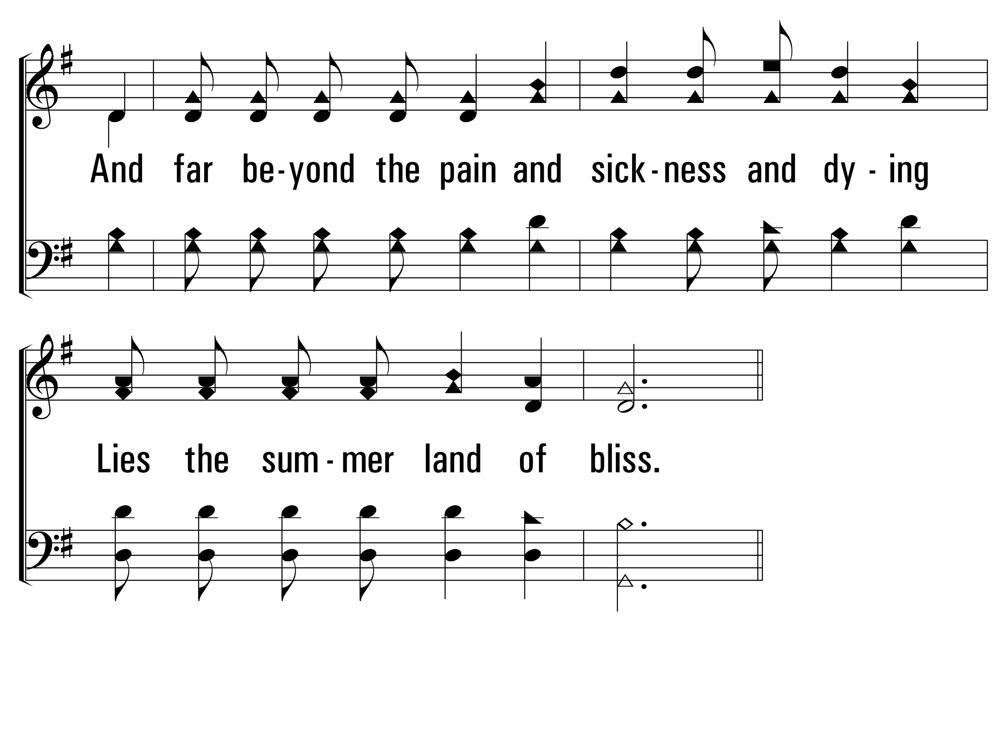 And far be-yond the pain and sick-ness and dy-ing
Lies the sum-mer land of bliss.